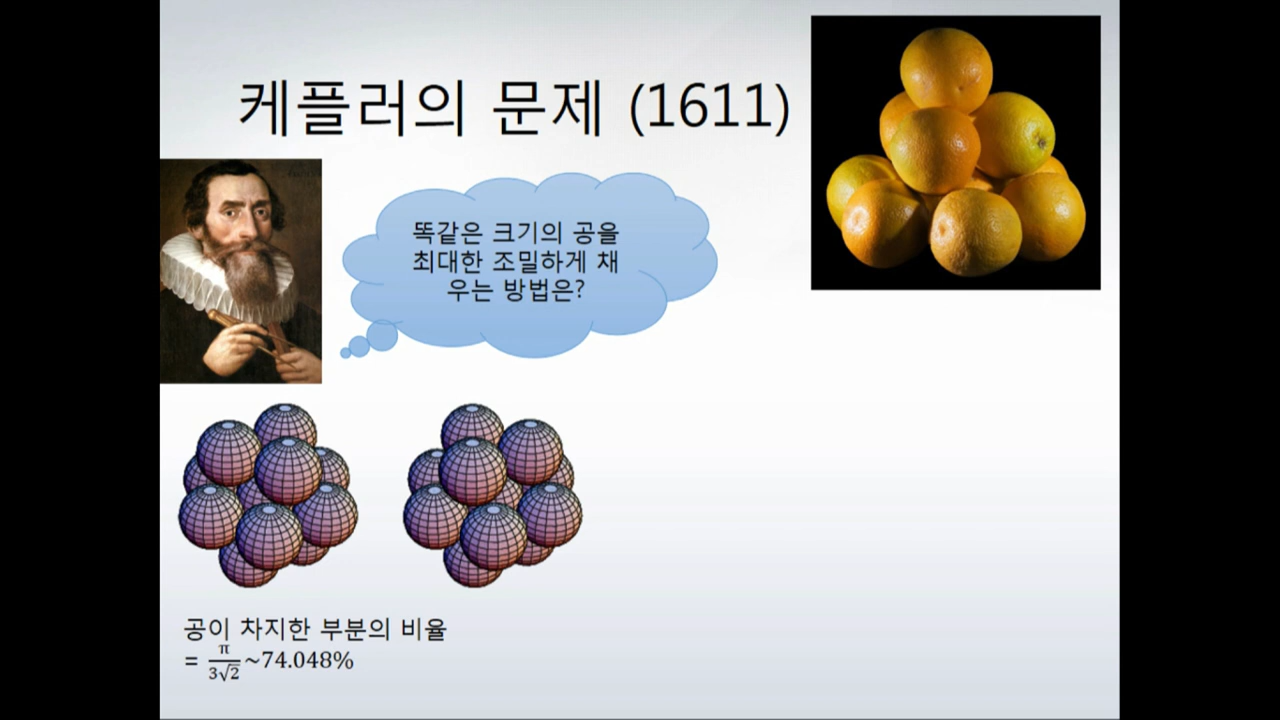 케플러의 문제 (1611)
똑같은 크기의 공을
최대한 조밀하게 채
우는 방법은?
공이 차지한 부분의 비율
= π/(3√2) ~74.048%